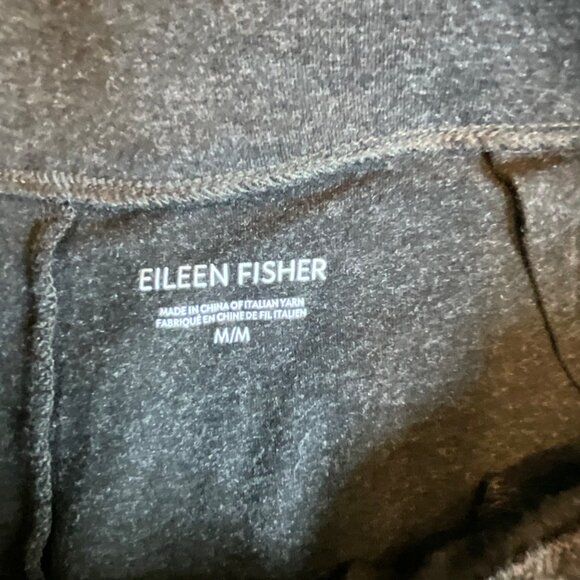 EILEEN FISHER
MADE IN CHINA OF ITALIAN YARN
FABRIQUÉ EN CHINE DE FIL ITALIEN
M/M